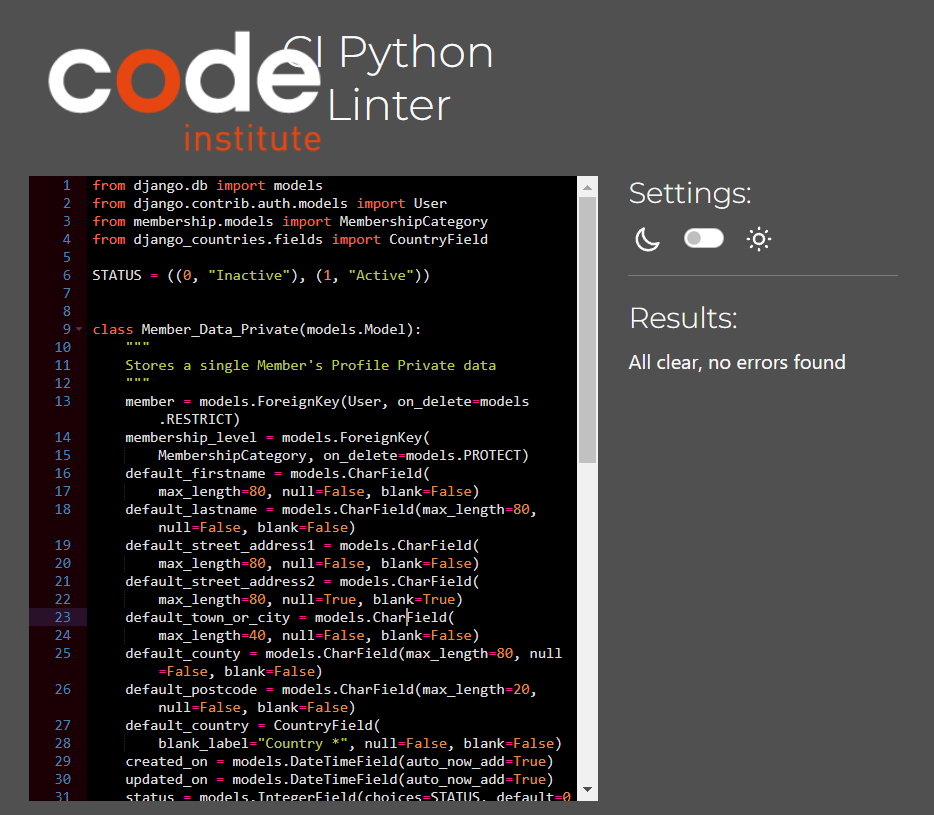 code
institute
CI Python
Linter
1 from django.db import models
2 from django.contrib.auth.models import User
3 from membership.models import MembershipCategory
4 from django_countries.fields import CountryField
5
6 STATUS = ((0, "Inactive"), (1, "Active"))
7
8
9 class Member_Data_Private(models.Model):
10 """
11 Stores a single Member's Profile Private data
12 """
13 member = models.ForeignKey(User, on_delete=models
.RESTRICT)
14 membership_level = models.ForeignKey(
15 MembershipCategory, on_delete=models.PROTECT)
16 default_firstname = models.CharField(
17 max_length=80, null=False, blank=False)
18 default_lastname = models.CharField(max_length=80,
null=False, blank=False)
19 default_street_address1 = models.CharField(
20 max_length=80, null=False, blank=False)
21 default_street_address2 = models.CharField(
22 max_length=80, null=True, blank=True)
23 default_town_or_city = models.CharField(
24 max_length=40, null=False, blank=False)
25 default_county = models.CharField(max_length=80, null
=False, blank=False)
26 default_postcode = models.CharField(max_length=20,
null=False, blank=False)
27 default_country = CountryField(
28 blank_label="Country *", null=False, blank=False)
29 created_on = models.DateTimeField(auto_now_add=True)
30 updated_on = models.DateTimeField(auto_now_add=True)
31 status = models.IntegerField(choices=STATUS, default=0
Settings:
Results:
All clear, no errors found